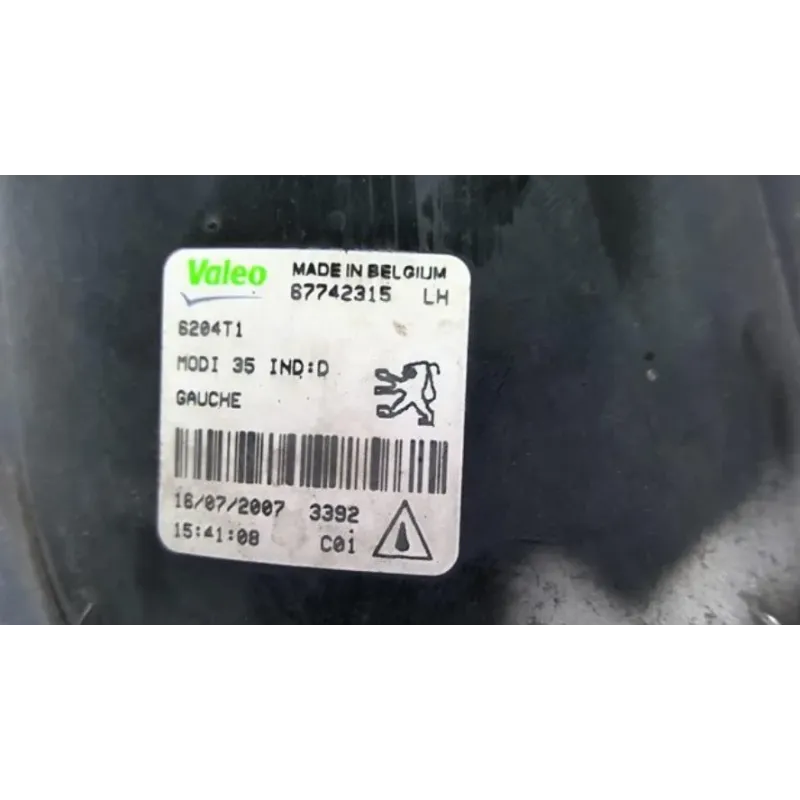 Valeo MADE IN BELGIUM
67742315 LH
6204T1
MODI 35 IND:D
GAUCHE
16/07/2007 3392
15:41:08 C01